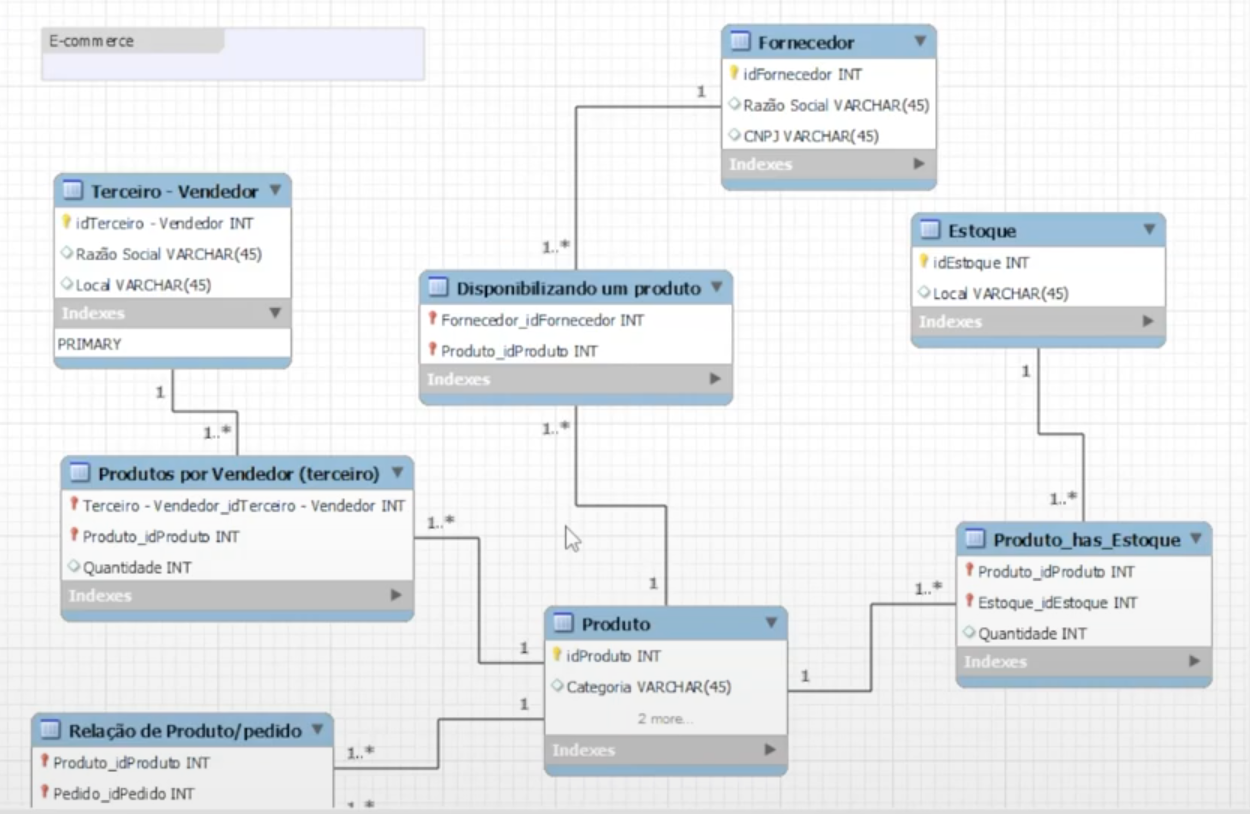 E-commerce
Fornecedor
idFornecedor INT
Razão Social VARCHAR(45)
CNPJ VARCHAR(45)
Indexes
1
1..*
Terceiro - Vendedor
idTerceiro - Vendedor INT
Razão Social VARCHAR(45)
Local VARCHAR(45)
Indexes
PRIMARY
1
1..*
Estoque
idEstoque INT
Local VARCHAR(45)
Indexes
1
1..*
Disponibilizando um produto
Fornecedor_idFornecedor INT
Produto_idProduto INT
Indexes
1..*
1
Produtos por Vendedor (terceiro)
Terceiro - Vendedor_idTerceiro - Vendedor INT
Produto_idProduto INT
Quantidade INT
Indexes
1..*
1
Produto_has_Estoque
Produto_idProduto INT
Estoque_idEstoque INT
Quantidade INT
Indexes
1..*
1
Produto
idProduto INT
Categoria VARCHAR(45)
2 more...
Indexes
1
1..*
Relação de Produto/pedido
Produto_idProduto INT
Pedido_idPedido INT